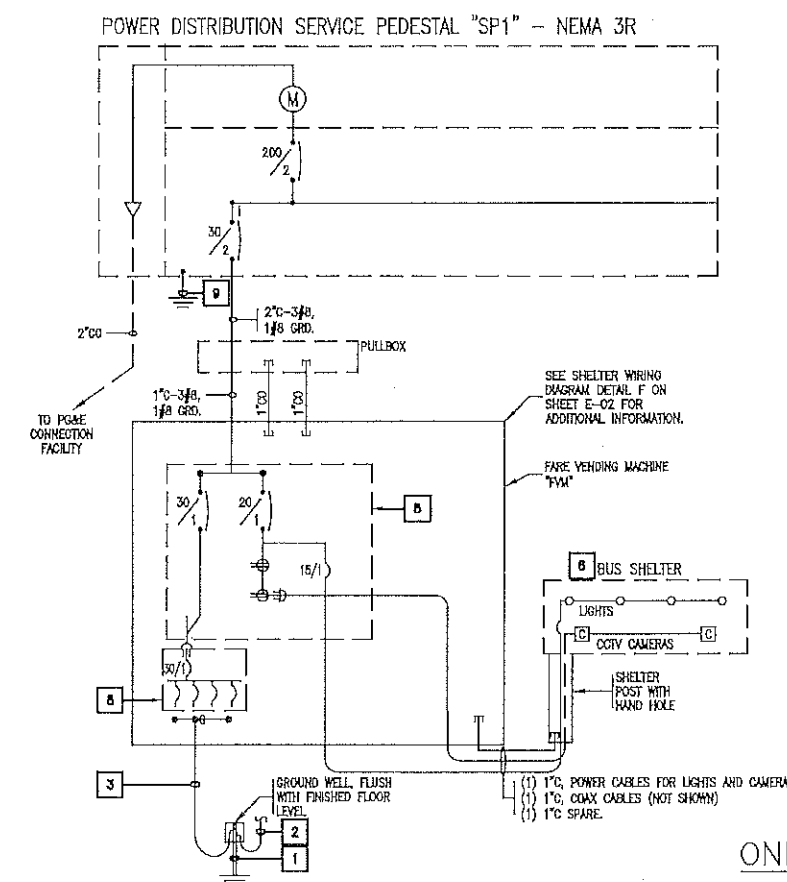 POWER DISTRIBUTION SERVICE PEDESTAL "SP1" – NEMA 3R
M
200/2
30/2
9
2"CO
2"C-3#8,
1#8 GRD.
PULLBOX
1"C-3#8,
1#8 GRD.
1"CO
1"CO
TO PG&E
CONNECTION
FACILITY
SEE SHELTER WIRING
DIAGRAM DETAIL F ON
SHEET E-02 FOR
ADDITIONAL INFORMATION.
FARE VENDING MACHINE
"FVM"
30/1
20/1
15/1
6 BUS SHELTER
LIGHTS
C
C
CCTV CAMERAS
30/1
G
SHELTER
POST WITH
HAND HOLE
3
GROUND WELL, FLUSH
WITH FINISHED FLOOR
LEVEL
2
1
(1) 1"C, POWER CABLES FOR LIGHTS AND CAMERA
(1) 1"C, COAX CABLES (NOT SHOWN)
(1) 1"C SPARE.